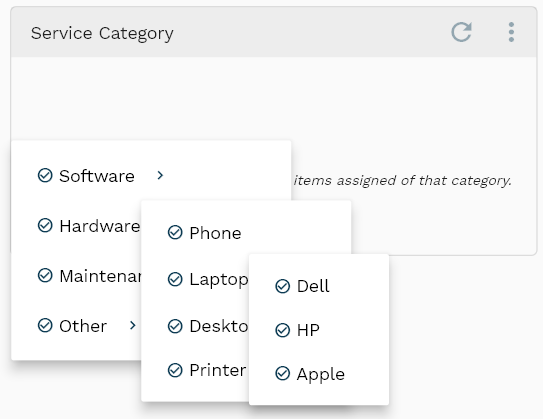 Service Category
items assigned of that category.
Software
Hardware
Maintenan
Other
Phone
Laptop
Deskto
Printer
Dell
HP
Apple